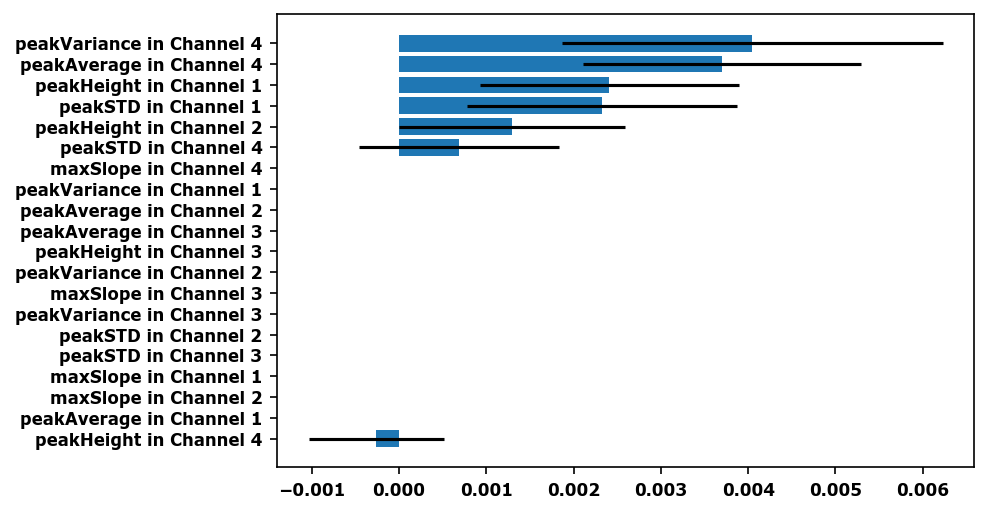 peakVariance in Channel 4
peakAverage in Channel 4
peakHeight in Channel 1
peakSTD in Channel 1
peakHeight in Channel 2
peakSTD in Channel 4
maxSlope in Channel 4
peakVariance in Channel 1
peakAverage in Channel 2
peakAverage in Channel 3
peakHeight in Channel 3
peakVariance in Channel 2
maxSlope in Channel 3
peakVariance in Channel 3
peakSTD in Channel 2
peakSTD in Channel 3
maxSlope in Channel 1
maxSlope in Channel 2
peakAverage in Channel 1
peakHeight in Channel 4
−0.001 0.000 0.001 0.002 0.003 0.004 0.005 0.006